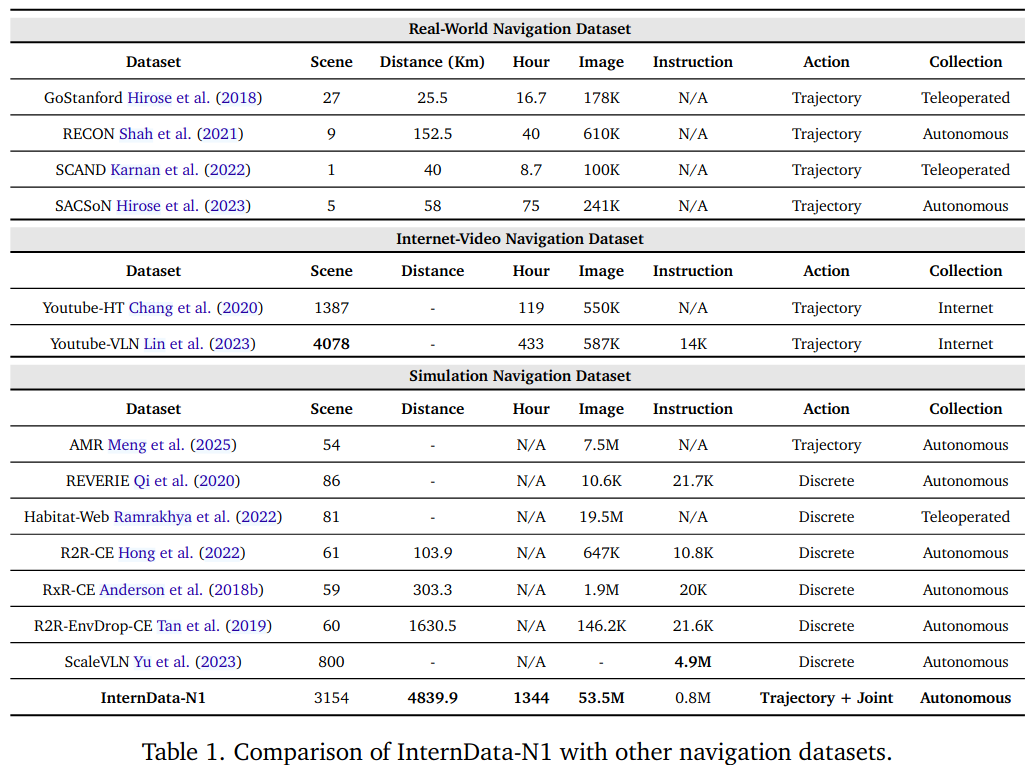 Real-World Navigation Dataset
Dataset Scene Distance (Km) Hour Image Instruction Action Collection
GoStanford Hirose et al. (2018) 27 25.5 16.7 178K N/A Trajectory Teleoperated
RECON Shah et al. (2021) 9 152.5 40 610K N/A Trajectory Autonomous
SCAND Karnan et al. (2022) 1 40 8.7 100K N/A Trajectory Teleoperated
SACSoN Hirose et al. (2023) 5 58 75 241K N/A Trajectory Autonomous
Internet-Video Navigation Dataset
Dataset Scene Distance Hour Image Instruction Action Collection
Youtube-HT Chang et al. (2020) 1387 - 119 550K N/A Trajectory Internet
Youtube-VLN Lin et al. (2023) 4078 - 433 587K 14K Trajectory Internet
Simulation Navigation Dataset
Dataset Scene Distance Hour Image Instruction Action Collection
AMR Meng et al. (2025) 54 - N/A 7.5M N/A Trajectory Autonomous
REVERIE Qi et al. (2020) 86 - N/A 10.6K 21.7K Discrete Autonomous
Habitat-Web Ramrakhya et al. (2022) 81 - N/A 19.5M N/A Discrete Teleoperated
R2R-CE Hong et al. (2022) 61 103.9 N/A 647K 10.8K Discrete Autonomous
RxR-CE Anderson et al. (2018b) 59 303.3 N/A 1.9M 20K Discrete Autonomous
R2R-EnvDrop-CE Tan et al. (2019) 60 1630.5 N/A 146.2K 21.6K Discrete Autonomous
ScaleVLN Yu et al. (2023) 800 - N/A - 4.9M Discrete Autonomous
InternData-N1 3154 4839.9 1344 53.5M 0.8M Trajectory + Joint Autonomous
Table 1. Comparison of InternData-N1 with other navigation datasets.